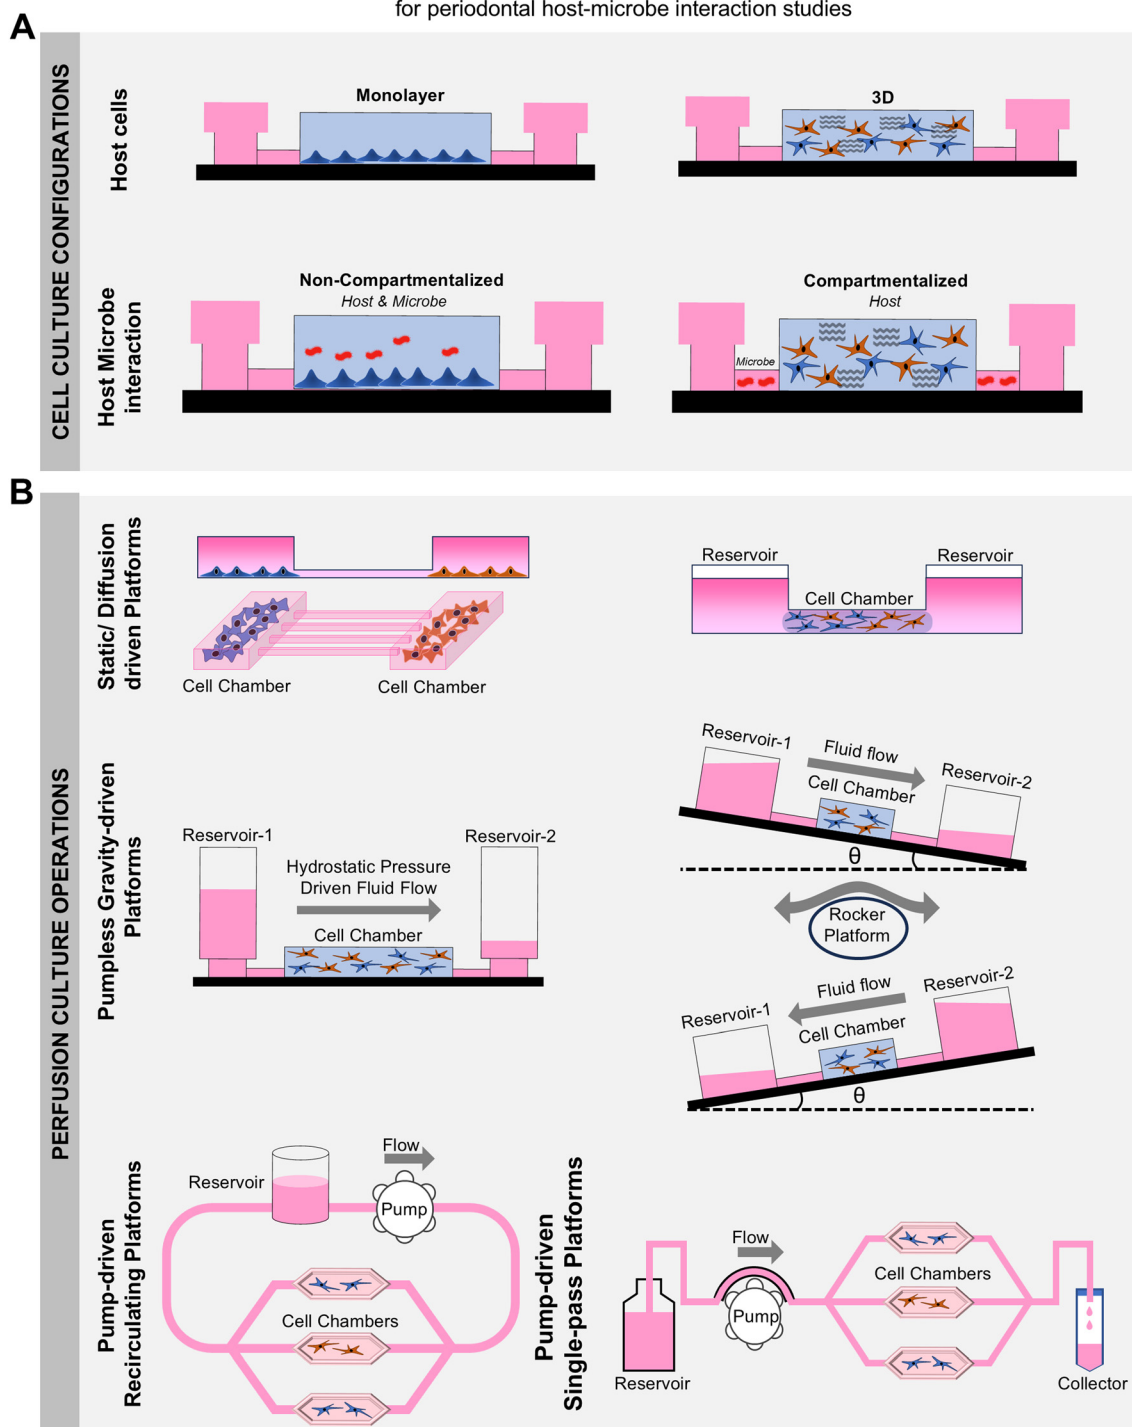 for periodontal host-microbe interaction studies
A
CELL CULTURE CONFIGURATIONS
Host cells
Monolayer
3D
Host Microbe
interaction
Non-Compartmentalized
Host & Microbe
Compartmentalized
Host
Microbe
B
PERFUSION CULTURE OPERATIONS
Static/ Diffusion
driven Platforms
Cell Chamber
Cell Chamber
Reservoir
Reservoir
Cell Chamber
Pumpless Gravity-driven
Platforms
Reservoir-1
Reservoir-2
Hydrostatic Pressure
Driven Fluid Flow
Cell Chamber
Reservoir-1
Fluid flow
Reservoir-2
Cell Chamber
θ
Rocker
Platform
Reservoir-1
Fluid flow
Reservoir-2
Cell Chamber
θ
Pump-driven
Recirculating Platforms
Reservoir
Flow
Pump
Cell Chambers
Pump-driven
Single-pass Platforms
Flow
Pump
Reservoir
Cell Chambers
Collector